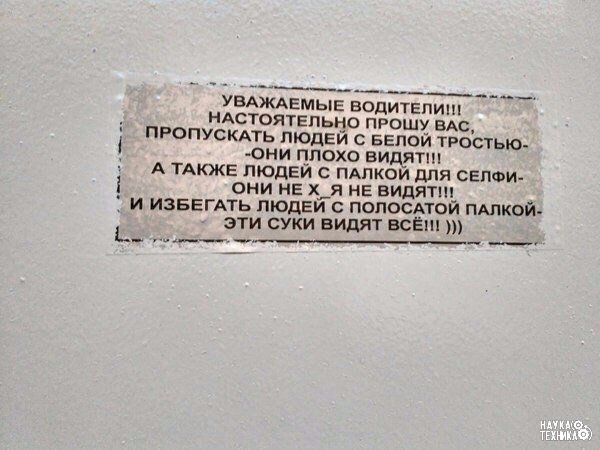 УВАЖАЕМЫЕ ВОДИТЕЛИ!!!
НАСТОЯТЕЛЬНО ПРОШУ ВАС,
ПРОПУСКАТЬ ЛЮДЕЙ С БЕЛОЙ ТРОСТЬЮ-
-ОНИ ПЛОХО ВИДЯТ!!!
А ТАКЖЕ ЛЮДЕЙ С ПАЛКОЙ ДЛЯ СЕЛФИ-
ОНИ НЕ Х_Я НЕ ВИДЯТ!!!
И ИЗБЕГАТЬ ЛЮДЕЙ С ПОЛОСАТОЙ ПАЛКОЙ-
ЭТИ СУКИ ВИДЯТ ВСЁ!!! )))
НАУКА
ТЕХНИКА